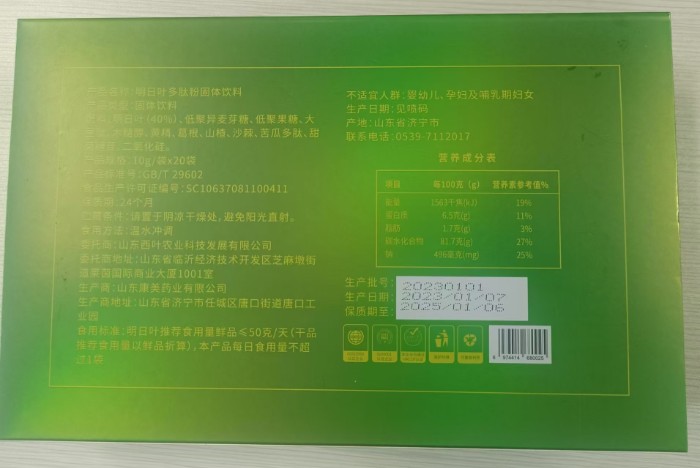 产品名称：明日叶多肽粉固体饮料
产品类型：固体饮料
明日叶(40%)、低聚异麦芽糖、低聚果糖、大
黄精、葛根、山楂、沙棘、苦瓜多肽、甜
二氧化硅。
产品规格：10g/袋x20袋
产品标准号：GB/T 29602
食品生产许可证编号：SC10637081100411
保质期：24个月
贮存条件：请置于阴凉干燥处，避免阳光直射。
食用方法：温水冲调
委托商：山东西叶农业科技发展有限公司
委托商地址：山东省临沂经济技术开发区芝麻墩街
道美国国际商业大厦1001室
生产商：山东康美药业有限公司
生产商地址：山东省济宁市任城区唐口街道唐口工
业园
食用标准：明日叶推荐食用量鲜品≤50克/天(干品
推荐食用量以鲜品折算)，本产品每日食用量不超
过1袋
不适宜人群：婴幼儿、孕妇及哺乳期妇女
生产日期：见喷码
产地：山东省济宁市
联系电话：0539-7112017
营养成分表
项目 每100克(g) 营养素参考值%
能量 1563千焦(kJ) 19%
蛋白质 6.5克(g) 11%
脂肪 1.7克(g) 3%
碳水化合物 81.7克(g) 27%
钠 496毫克(mg) 25%
生产批号：20230101
生产日期：2023/01/07
保质期至：2025/01/06